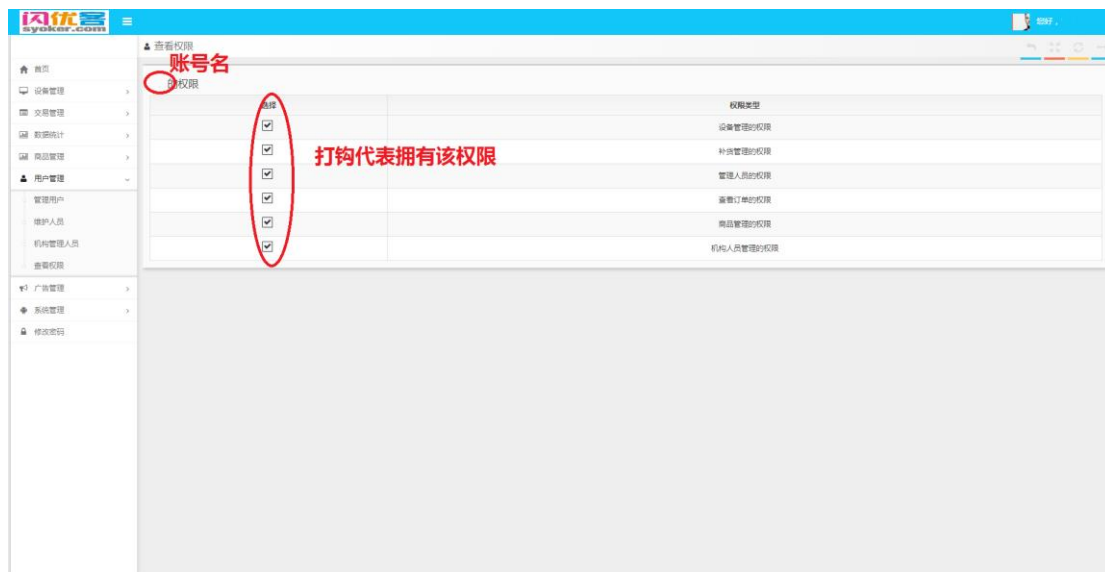 闪优客
syoker.com
您好，
查看权限
账号名
的权限
首页
设备管理
交易管理
数据统计
商品管理
用户管理
管理用户
维护人员
机构管理人员
查看权限
广告管理
系统管理
修改密码
选择 权限类型
设备管理的权限
补货管理的权限
打钩代表拥有该权限
管理人员的权限
查看订单的权限
商品管理的权限
机构人员管理的权限